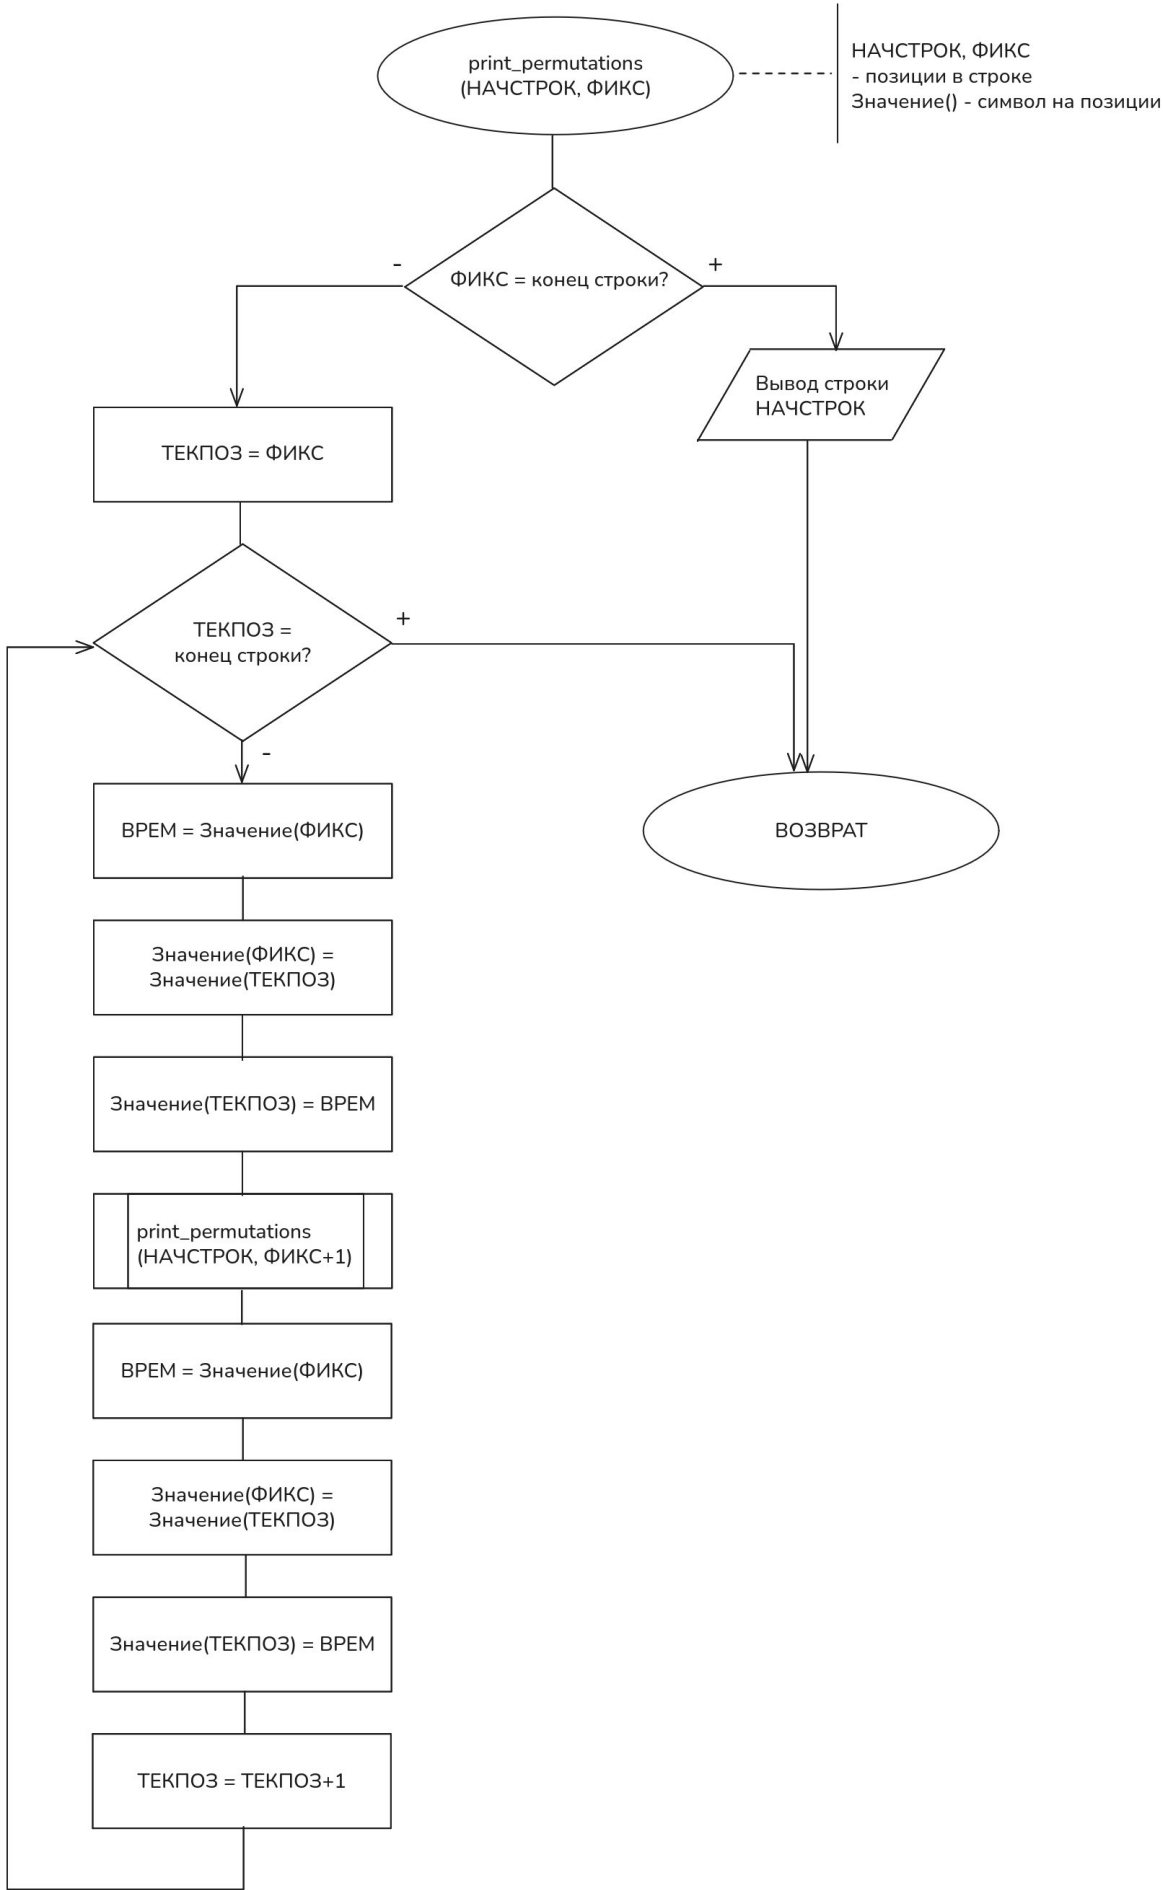 print_permutations
(НАЧСТРОК, ФИКС)
НАЧСТРОК, ФИКС
- позиции в строке
Значение() - символ на позиции
-
+
ФИКС = конец строки?
Вывод строки
НАЧСТРОК
ТЕКПОЗ = ФИКС
+
ТЕКПОЗ =
конец строки?
-
ВРЕМ = Значение(ФИКС)
ВОЗВРАТ
Значение(ФИКС) =
Значение(ТЕКПОЗ)
Значение(ТЕКПОЗ) = ВРЕМ
print_permutations
(НАЧСТРОК, ФИКС+1)
ВРЕМ = Значение(ФИКС)
Значение(ФИКС) =
Значение(ТЕКПОЗ)
Значение(ТЕКПОЗ) = ВРЕМ
ТЕКПОЗ = ТЕКПОЗ+1